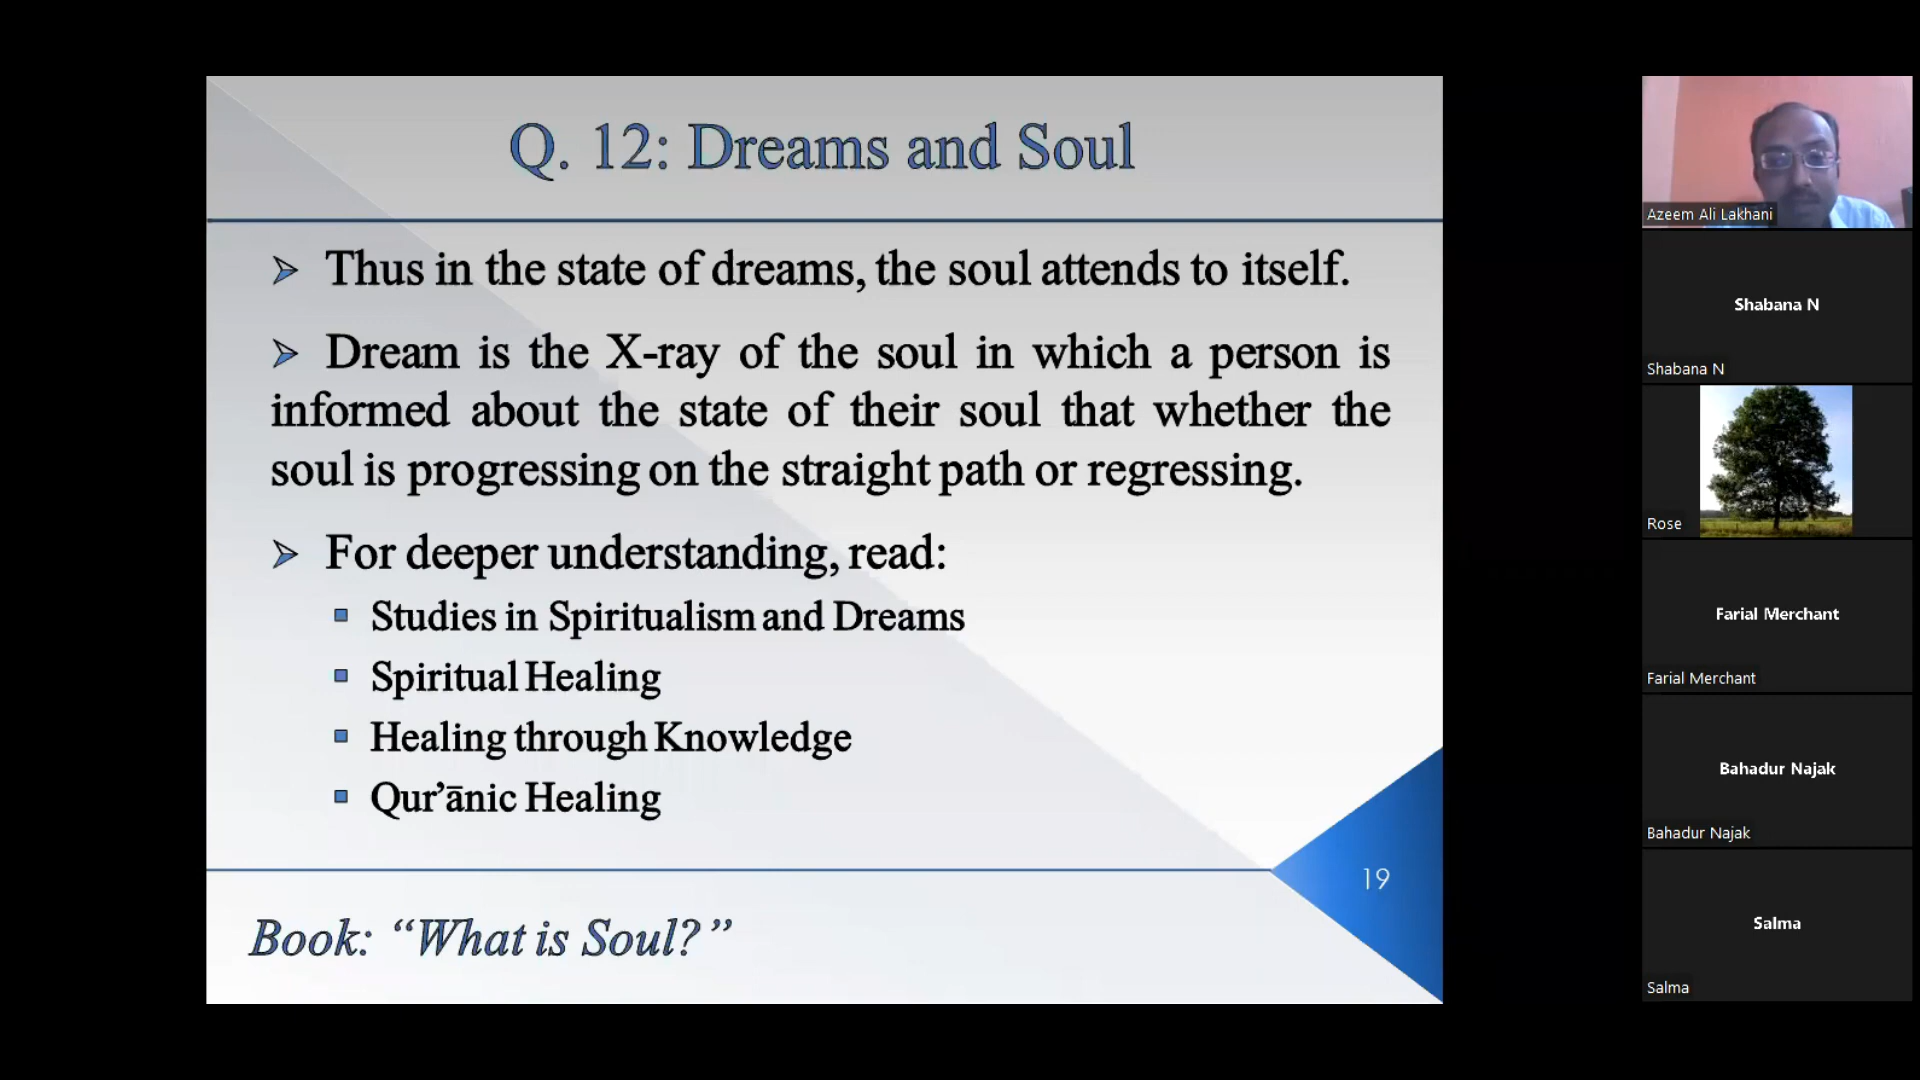 Q. 12: Dreams and Soul
Thus in the state of dreams, the soul attends to itself.
Dream is the X-ray of the soul in which a person is
informed about the state of their soul that whether the
soul is progressing on the straight path or regressing.
For deeper understanding, read:
Studies in Spiritualism and Dreams
Spiritual Healing
Healing through Knowledge
Qur’ānic Healing
19
Book: “What is Soul?”
Azeem Ali Lakhani
Shabana N
Shabana N
Rose
Farial Merchant
Farial Merchant
Bahadur Najak
Bahadur Najak
Salma
Salma